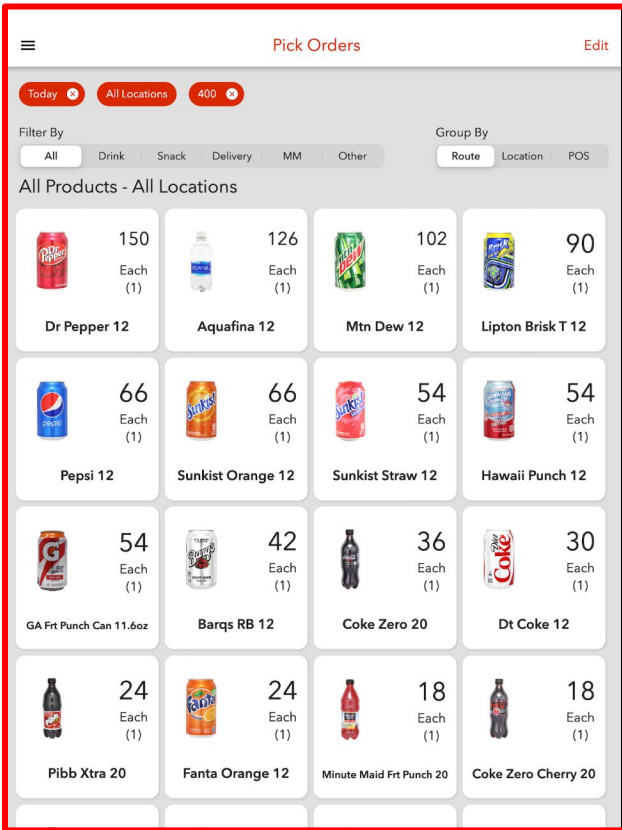 Pick Orders
Edit
Today
All Locations
400
Filter By
Group By
All Drink Snack Delivery MM Other
Route Location POS
All Products - All Locations
150
Each
(1)
Dr Pepper 12
126
Each
(1)
Aquafina 12
102
Each
(1)
Mtn Dew 12
90
Each
(1)
Lipton Brisk T 12
66
Each
(1)
Pepsi 12
66
Each
(1)
Sunkist Orange 12
54
Each
(1)
Sunkist Straw 12
54
Each
(1)
Hawaii Punch 12
54
Each
(1)
GA Frt Punch Can 11.6oz
42
Each
(1)
Barqs RB 12
36
Each
(1)
Coke Zero 20
30
Each
(1)
Dt Coke 12
24
Each
(1)
Pibb Xtra 20
24
Each
(1)
Fanta Orange 12
18
Each
(1)
Minute Maid Frt Punch 20
18
Each
(1)
Coke Zero Cherry 20